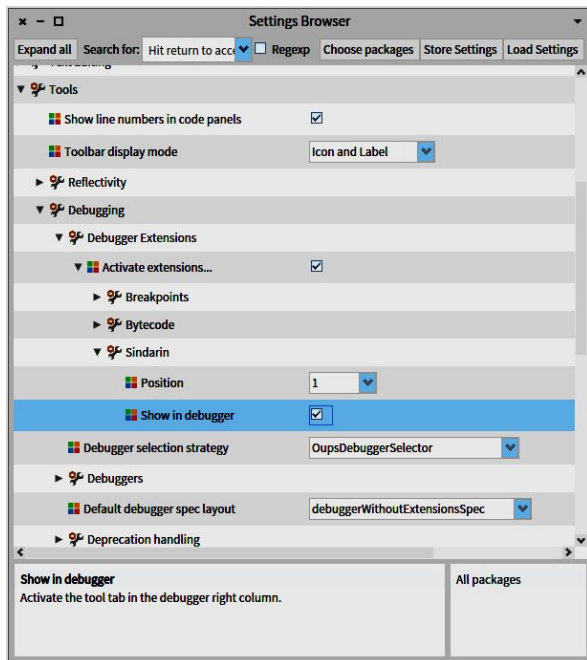 Settings Browser
Expand all Search for: Hit return to acce Regexp Choose packages Store Settings Load Settings
Text Editing
Tools
Show line numbers in code panels
Toolbar display mode Icon and Label
Reflectivity
Debugging
Debugger Extensions
Activate extensions...
Breakpoints
Bytecode
Sindarin
Position 1
Show in debugger
Debugger selection strategy OupsDebuggerSelector
Debuggers
Default debugger spec layout debuggerWithoutExtensionsSpec
Deprecation handling
Show in debugger All packages
Activate the tool tab in the debugger right column.